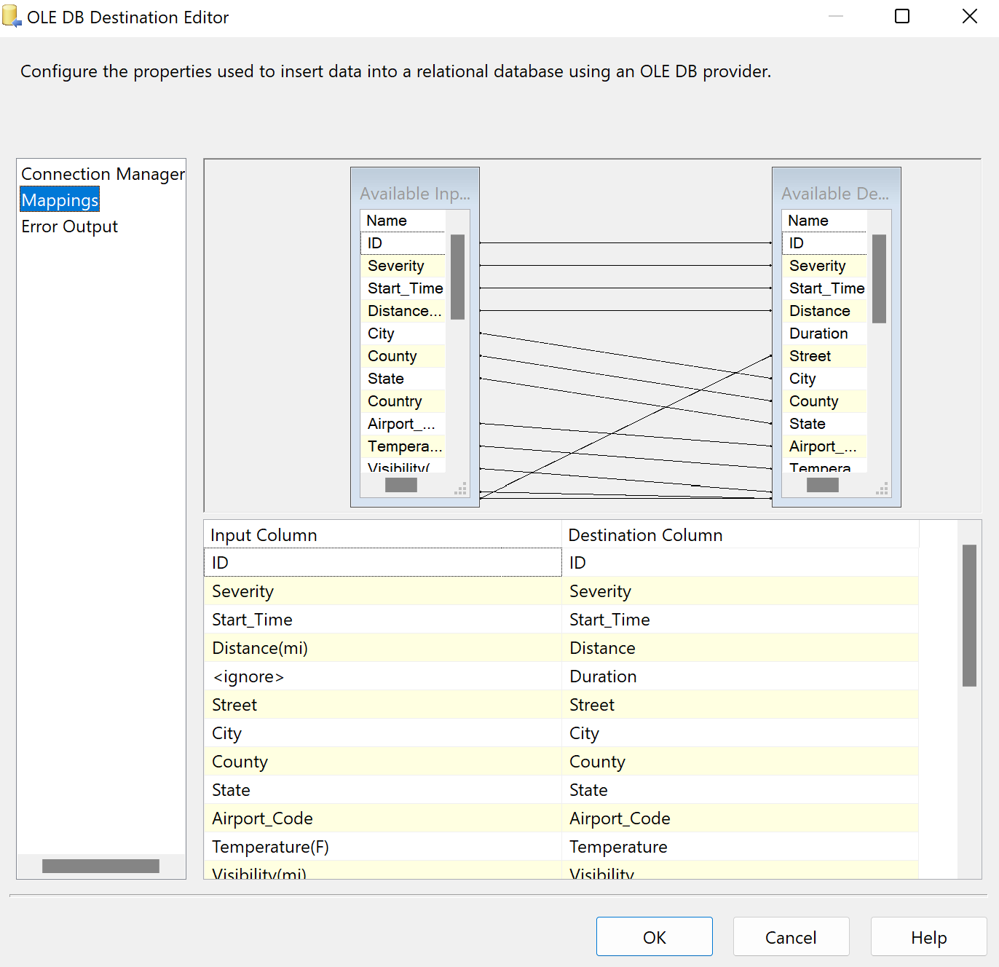 OLE DB Destination Editor
Configure the properties used to insert data into a relational database using an OLE DB provider.
Connection Manager
Mappings
Error Output
Available Inp...
Name
ID
Severity
Start_Time
Distance...
City
County
State
Country
Airport_...
Tempera...
Visibility(
Available De...
Name
ID
Severity
Start_Time
Distance
Duration
Street
City
County
State
Airport_...
Tempera
Input Column Destination Column
ID ID
Severity Severity
Start_Time Start_Time
Distance(mi) Distance
<ignore> Duration
Street Street
City City
County County
State State
Airport_Code Airport_Code
Temperature(F) Temperature
Visibility(mi) Visibility
OK Cancel Help